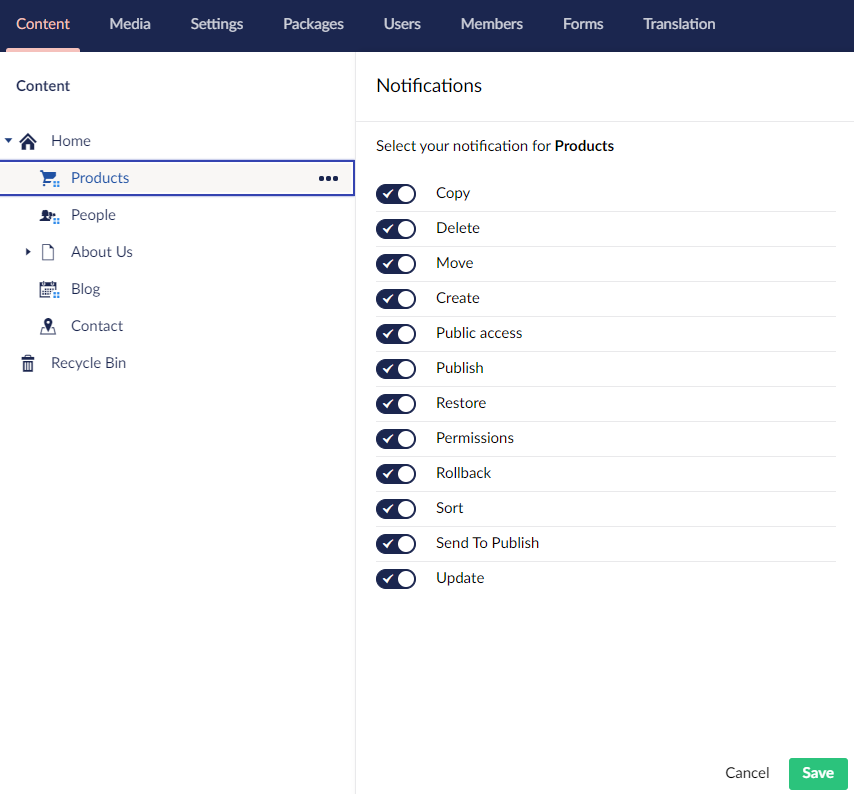 Content Media Settings Packages Users Members Forms Translation
Content
Home
Products
People
About Us
Blog
Contact
Recycle Bin
Notifications
Select your notification for Products
Copy
Delete
Move
Create
Public access
Publish
Restore
Permissions
Rollback
Sort
Send To Publish
Update
Cancel Save